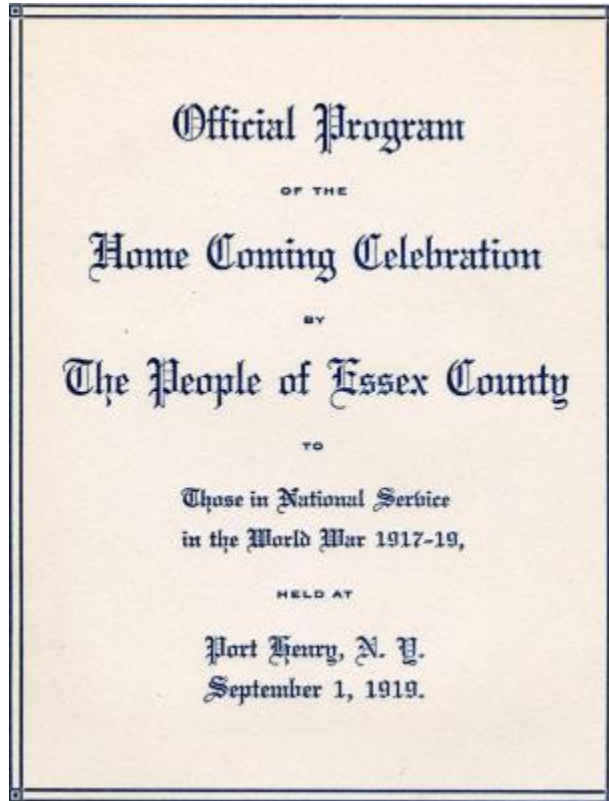 Official Program
OF THE
Home Coming Celebration
BY
The People of Essex County
TO
Those in National Service
in the World War 1917-19,
HELD AT
Port Henry, N. Y.
September 1, 1919.